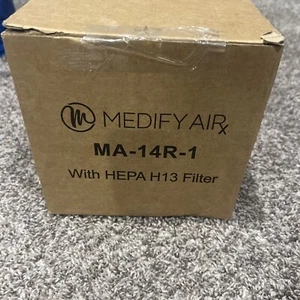 m MEDIFY AIRx
MA-14R-1
With HEPA H13 Filter